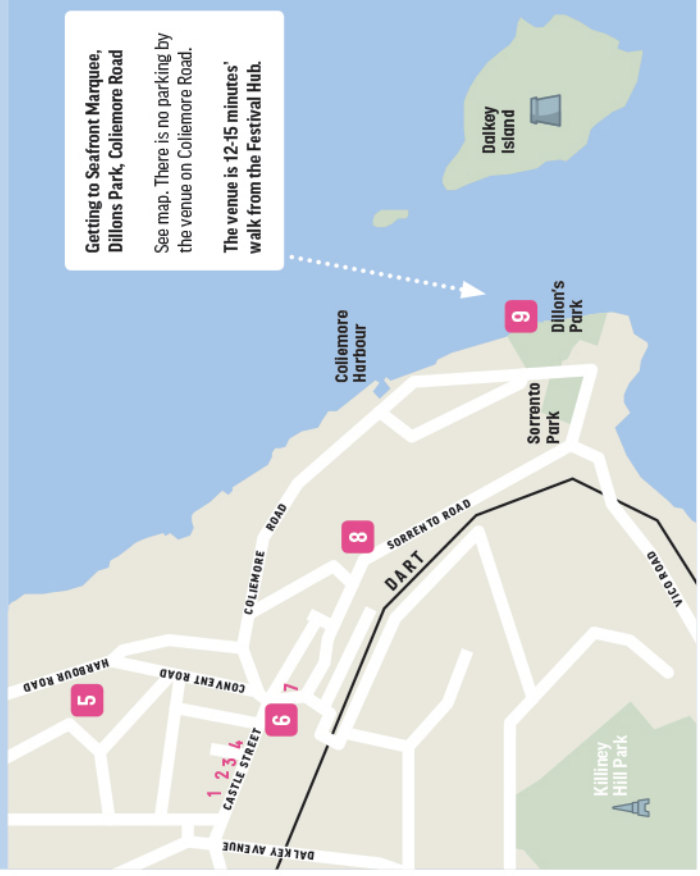 Getting to Seafront Marquee,
Dillons Park, Coliemore Road
See map. There is no parking by
the venue on Coliemore Road.
The venue is 12-15 minutes'
walk from the Festival Hub.
Dalkey
Island
Coliemore
Harbour
9
Dillon's
Park
Sorrento
Park
HARBOUR ROAD
5
CONVENT ROAD
COLIEMORE ROAD
8
SORRENTO ROAD
DART
VICO ROAD
1 2 3 4
CASTLE STREET
6
7
DALKEY AVENUE
Killiney
Hill Park